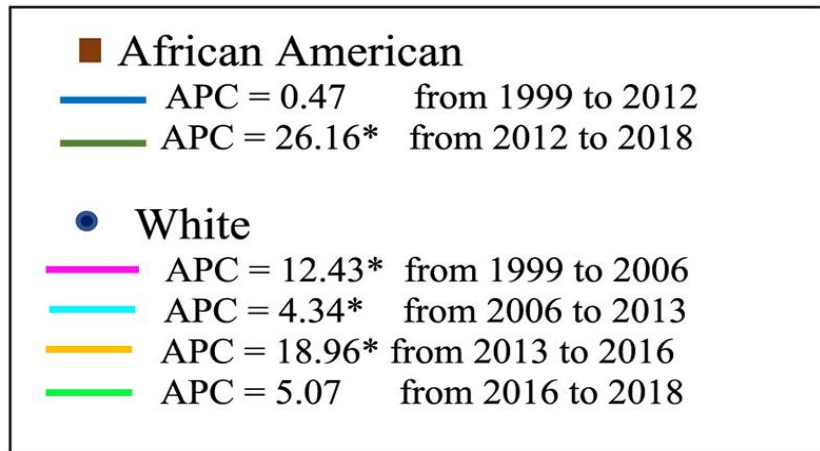 African American
APC = 0.47 from 1999 to 2012
APC = 26.16* from 2012 to 2018
White
APC = 12.43* from 1999 to 2006
APC = 4.34* from 2006 to 2013
APC = 18.96* from 2013 to 2016
APC = 5.07 from 2016 to 2018